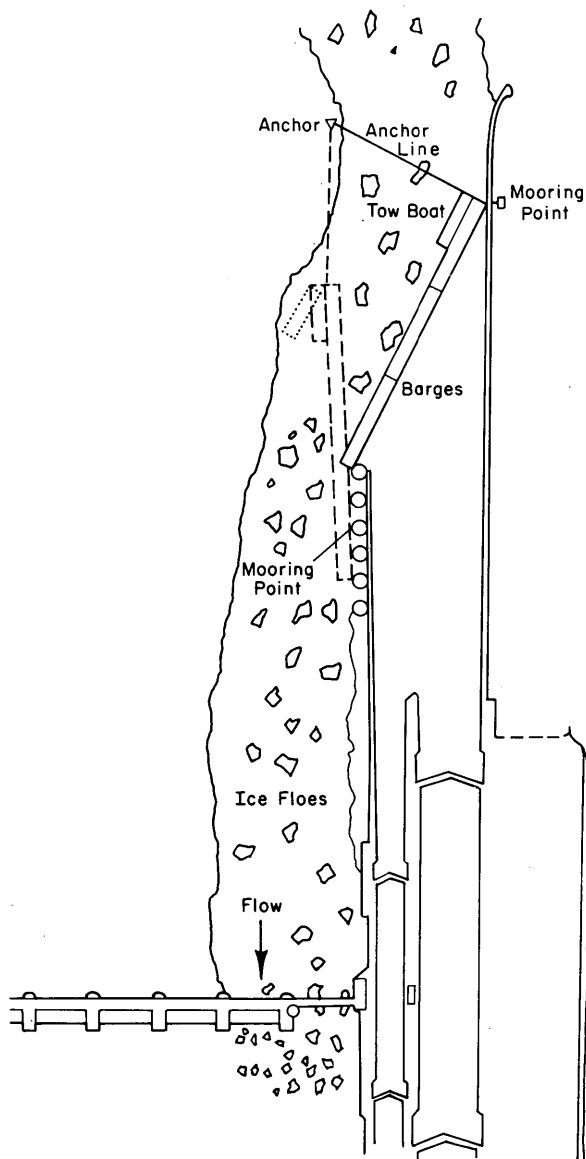 Anchor
Anchor
Line
Tow Boat
Mooring
Point
Barges
Mooring
Point
Ice Floes
Flow